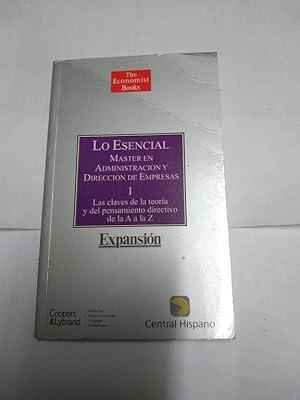 The
Economist
Books
LO ESENCIAL
MASTER EN
ADMINISTRACION Y
DIRECCION DE EMPRESAS
I
Las claves de la teoría
y del pensamiento directivo
de la A a la Z
Expansión
Coopers
&Lybrand
Central Hispano